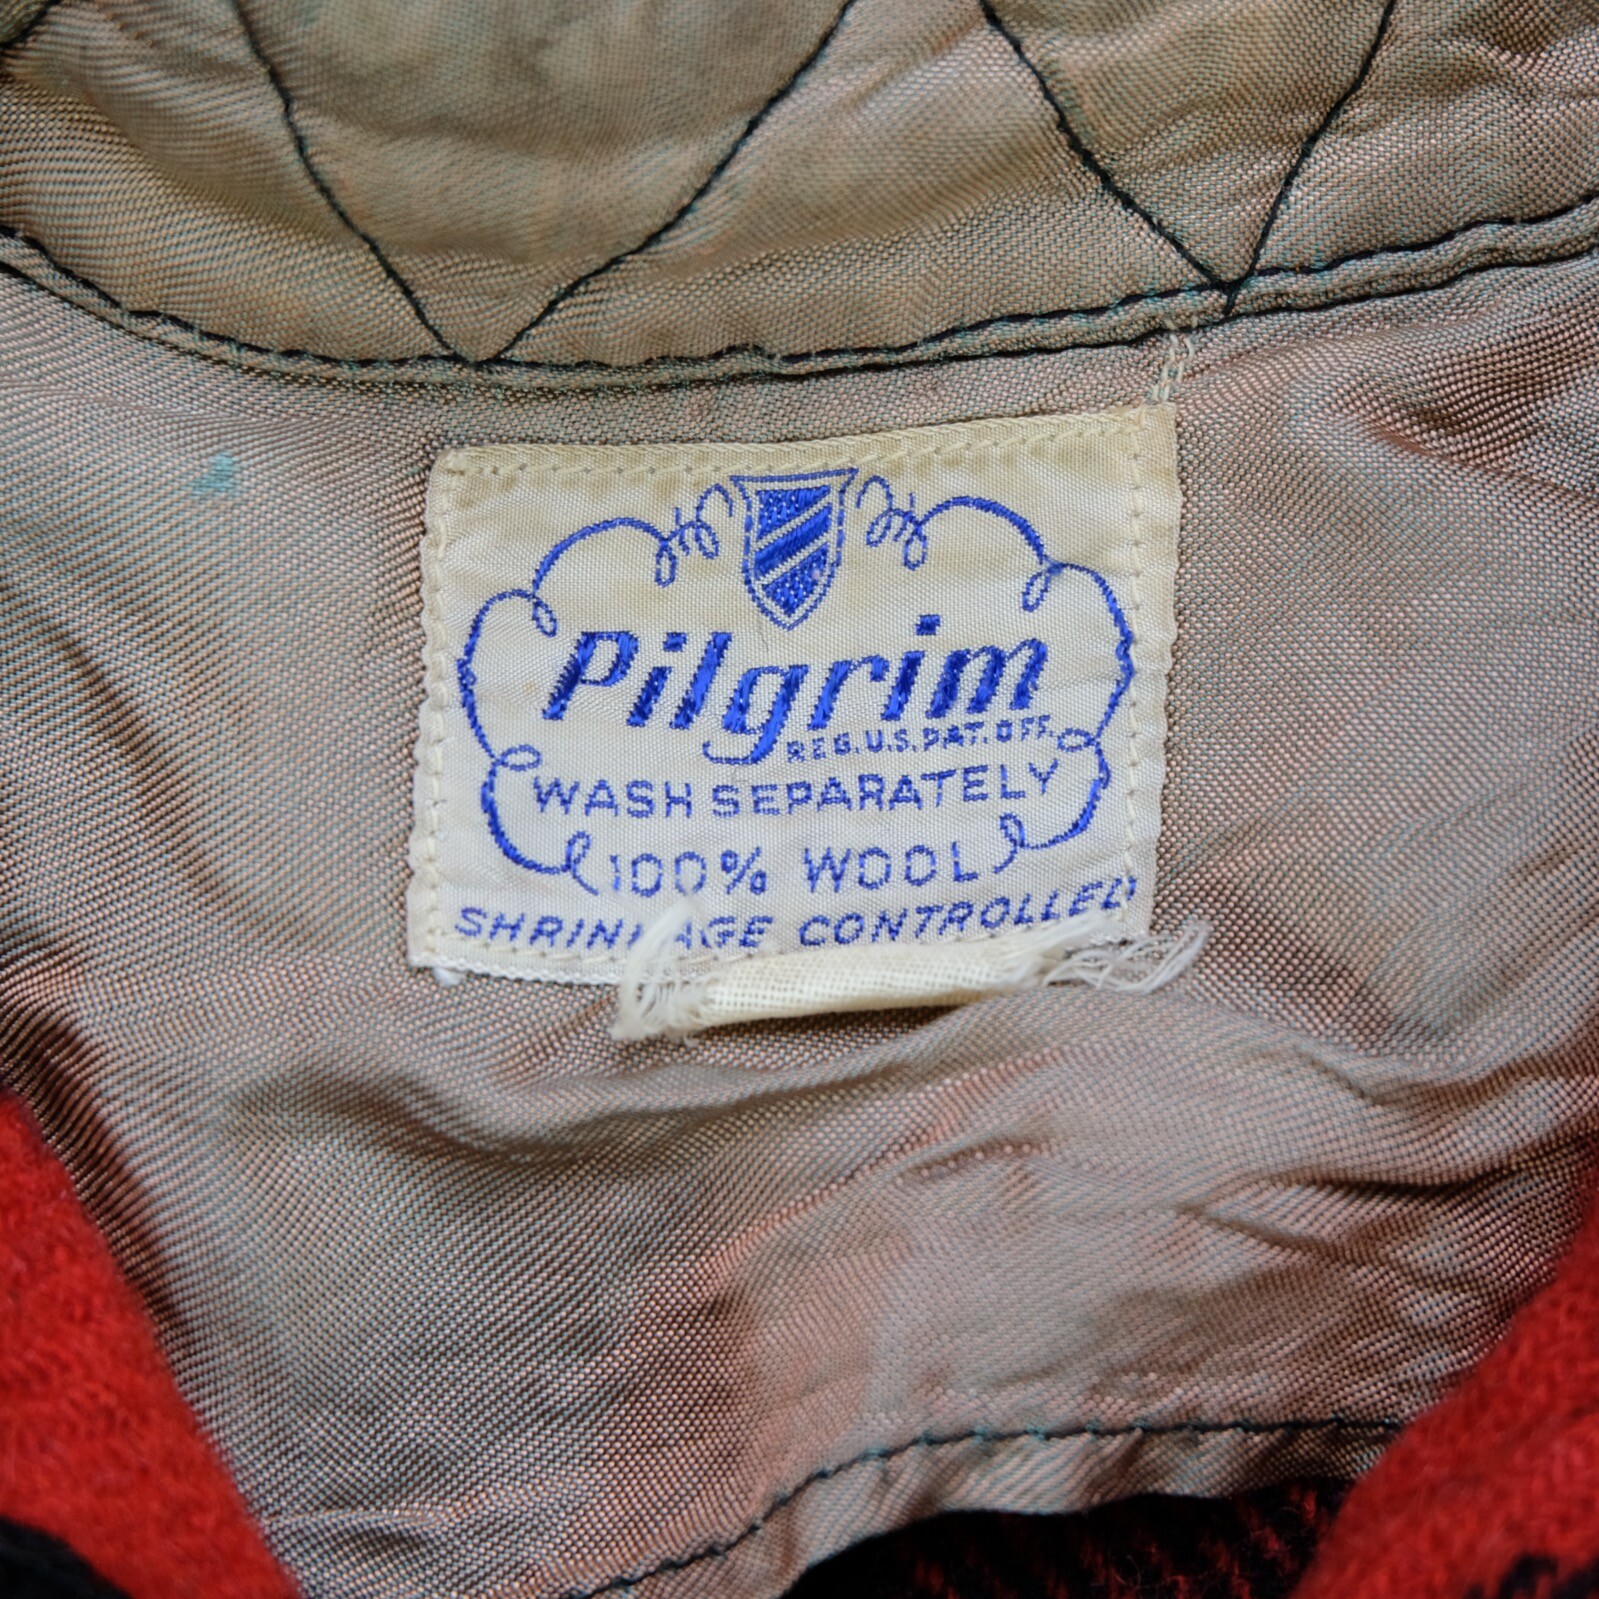 Pilgrim
REG.U.S.PAT.OFF.
WASH SEPARATELY
100% WOOL
SHRINKAGE CONTROLLED